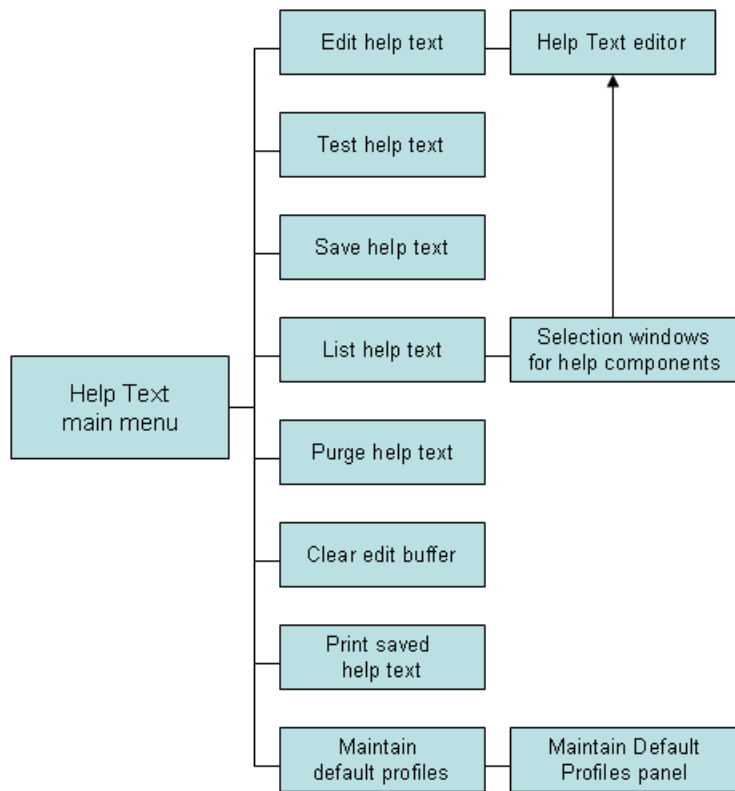 Edit help text
Help Text editor
Test help text
Save help text
List help text
Selection windows
for help components
Help Text
main menu
Purge help text
Clear edit buffer
Print saved
help text
Maintain
default profiles
Maintain Default
Profiles panel